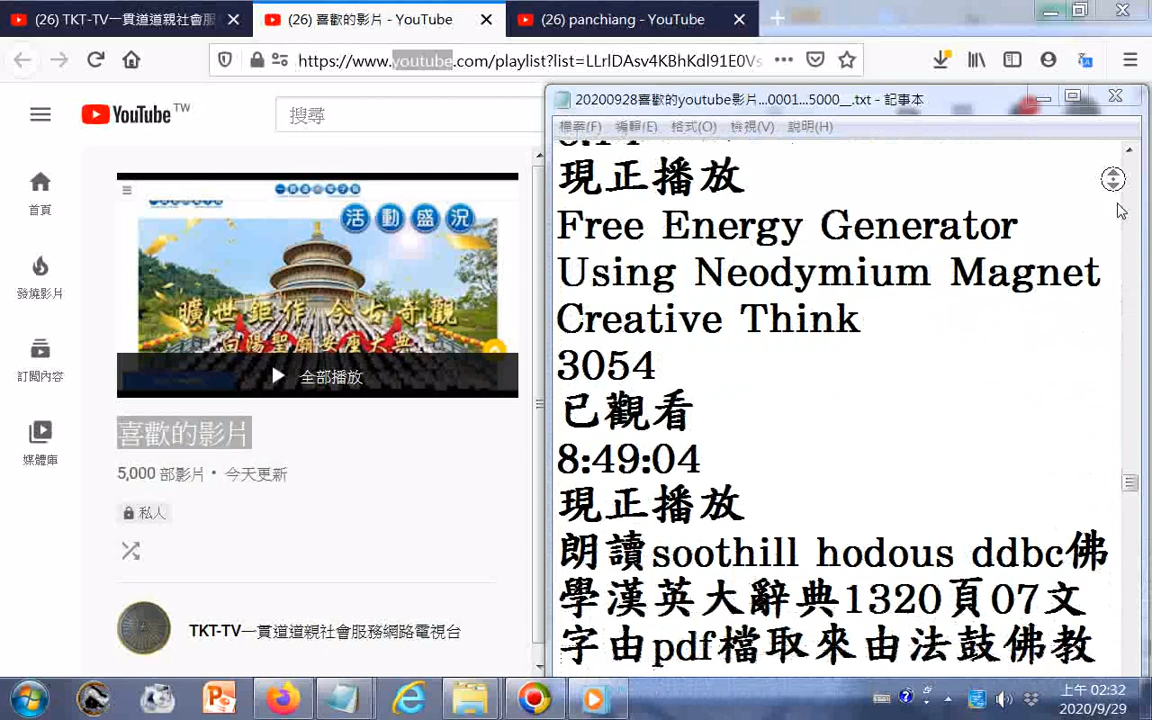 (26) TKT-TV一貫道道親社會服
(26) 喜歡的影片 - YouTube
(26) panchiang - YouTube
https://www.youtube.com/playlist?list=LLrlDAsv4KBhKdl91E0Vs
YouTube TW
搜尋
首頁
發燒影片
訂閱內容
媒體庫
活動盛況
曠世鉅作 今古奇觀
全部播放
喜歡的影片
5,000 部影片 • 今天更新
私人
TKT-TV一貫道道親社會服務網路電視台
20200928喜歡的youtube影片...0001...5000__.txt - 記事本
檔案(F) 編輯(E) 格式(O) 檢視(V) 說明(H)
現正播放
Free Energy Generator
Using Neodymium Magnet
Creative Think
3054
已觀看
8:49:04
現正播放
朗讀soothill hodous ddbc佛
學漢英大辭典1320頁07文
字由pdf檔取來由法鼓佛教
上午 02:32
2020/9/29